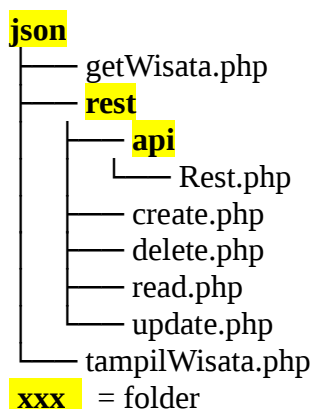 json
getWisata.php
rest
api
Rest.php
create.php
delete.php
read.php
update.php
tampilWisata.php
xxx = folder